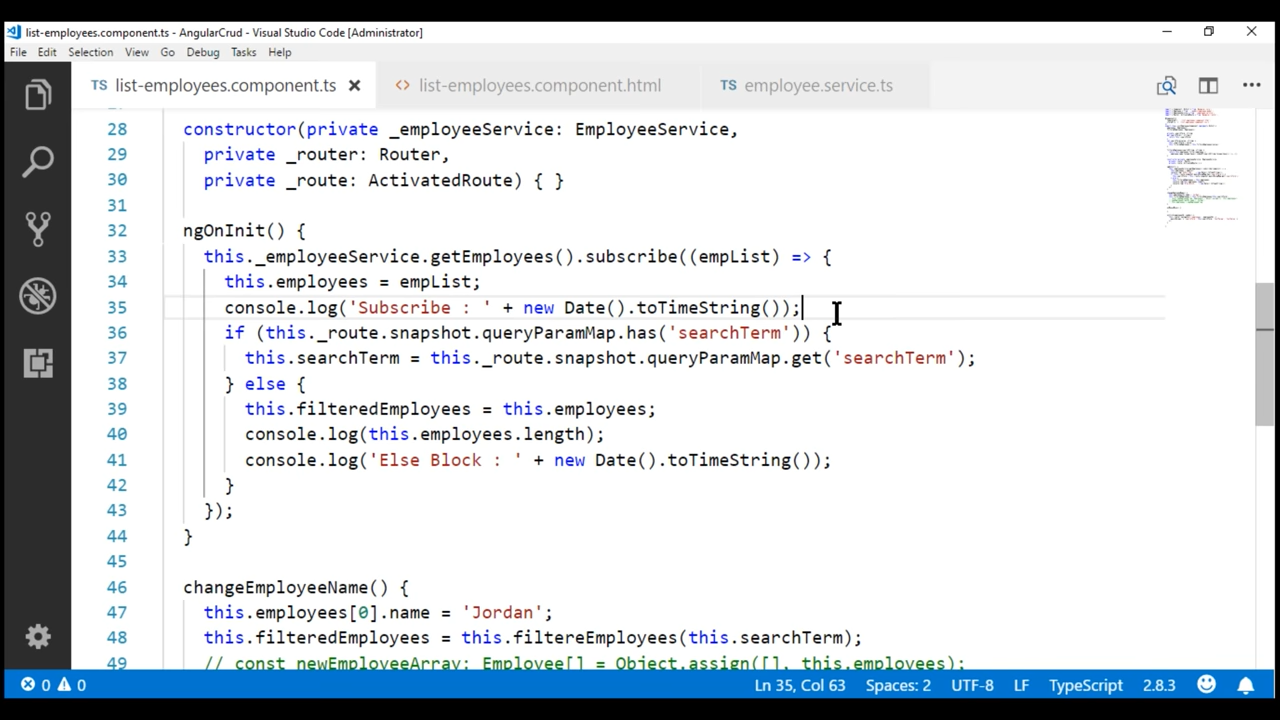 list-employees.component.ts - AngularCrud - Visual Studio Code [Administrator]
File Edit Selection View Go Debug Tasks Help
TS list-employees.component.ts <> list-employees.component.html TS employee.service.ts
28 constructor(private _employeeService: EmployeeService,
29 private _router: Router,
30 private _route: ActivatedRoute) { }
31
32 ngOnInit() {
33 this._employeeService.getEmployees().subscribe((empList) => {
34 this.employees = empList;
35 console.log('Subscribe : ' + new Date().toTimeString());
36 if (this._route.snapshot.queryParamMap.has('searchTerm')) {
37 this.searchTerm = this._route.snapshot.queryParamMap.get('searchTerm');
38 } else {
39 this.filteredEmployees = this.employees;
40 console.log(this.employees.length);
41 console.log('Else Block : ' + new Date().toTimeString());
42 }
43 });
44 }
45
46 changeEmployeeName() {
47 this.employees[0].name = 'Jordan';
48 this.filteredEmployees = this.filtereEmployees(this.searchTerm);
49 // const newEmployeeArray: Employee[] = Object.assign([], this.employees);
0 0 Ln 35, Col 63 Spaces: 2 UTF-8 LF TypeScript 2.8.3